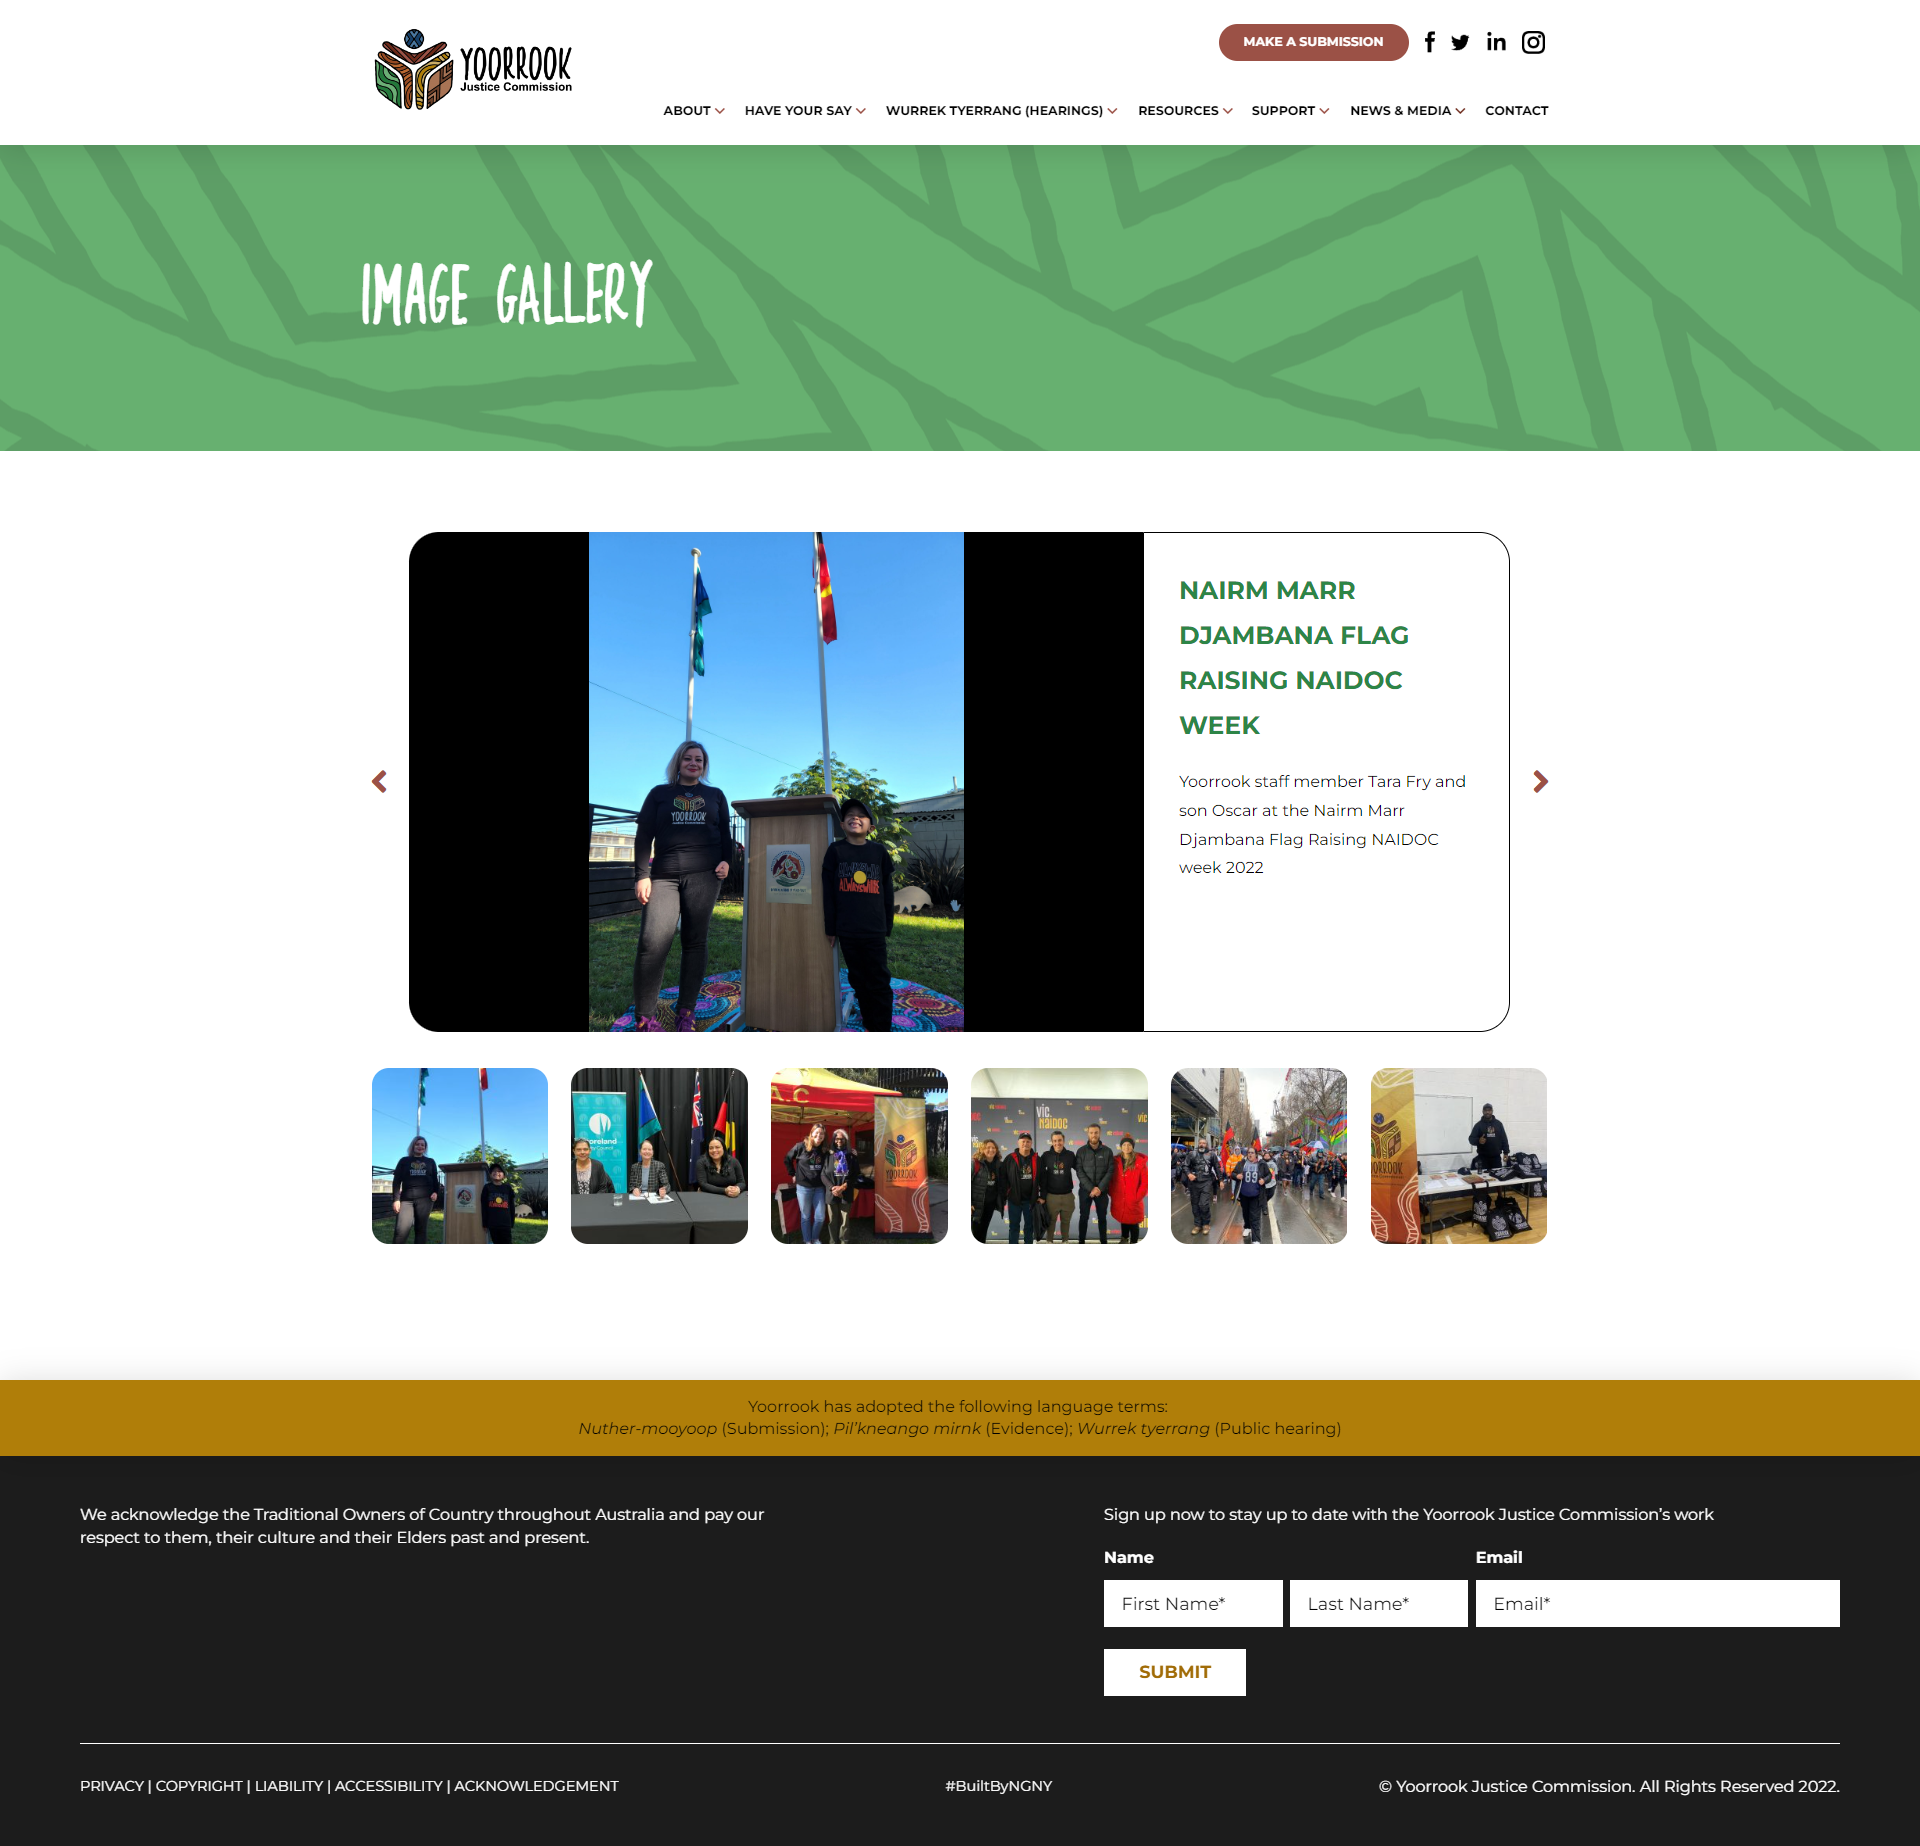 YOORROOK
Justice Commission
MAKE A SUBMISSION
ABOUT
HAVE YOUR SAY
WURREK TYERRANG (HEARINGS)
RESOURCES
SUPPORT
NEWS & MEDIA
CONTACT
IMAGE GALLERY
YOORROOK
NAIRM MARR
DJAMBANA FLAG
RAISING NAIDOC
WEEK
Yoorrook staff member Tara Fry and
son Oscar at the Nairm Marr
Djambana Flag Raising NAIDOC
week 2022
YOORROOK
vic.
naidoc
vic
89
Yoorrook has adopted the following language terms:
Nuther-mooyoop (Submission); Pil’kneango mirnk (Evidence); Wurrek tyerrang (Public hearing)
We acknowledge the Traditional Owners of Country throughout Australia and pay our
respect to them, their culture and their Elders past and present.
Sign up now to stay up to date with the Yoorrook Justice Commission’s work
Name
Email
First Name*
Last Name*
Email*
SUBMIT
PRIVACY | COPYRIGHT | LIABILITY | ACCESSIBILITY | ACKNOWLEDGEMENT
#BuiltByNGNY
© Yoorrook Justice Commission. All Rights Reserved 2022.